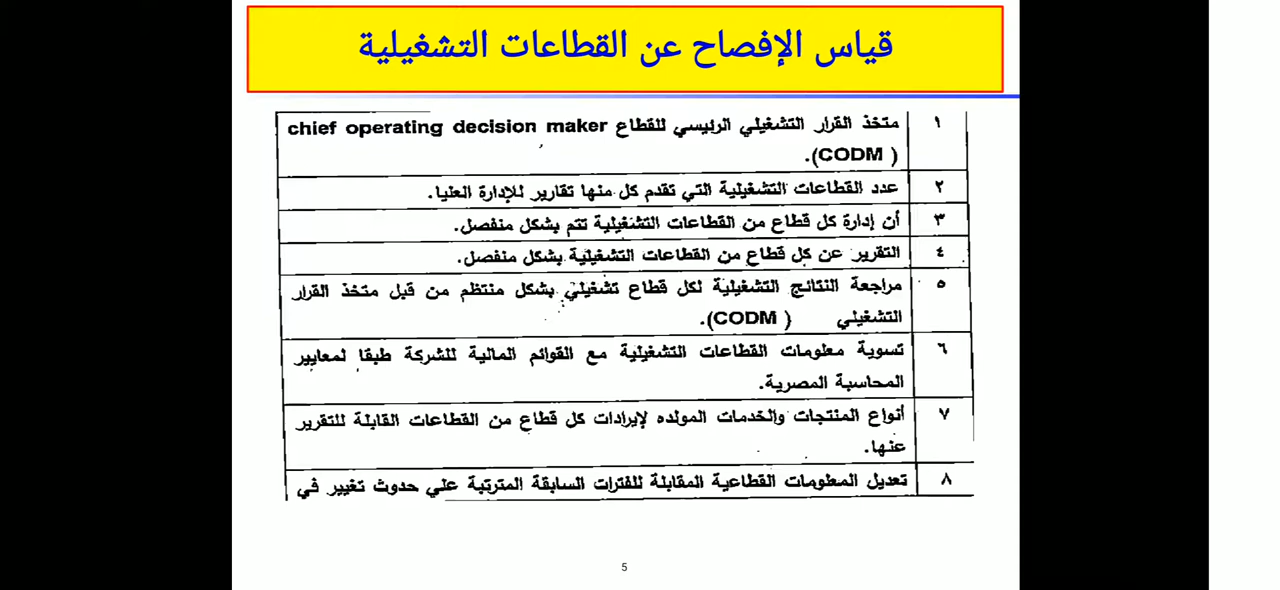 قياس الإفصاح عن القطاعات التشغيلية
١ متخذ القرار التشغيلي الرئيسي للقطاع chief operating decision maker
(CODM).
٢ عدد القطاعات التشغيلية التي تقدم كل منها تقارير للإدارة العليا.
٣ أن إدارة كل قطاع من القطاعات التشغيلية تتم بشكل منفصل.
٤ التقرير عن كل قطاع من القطاعات التشغيلية بشكل منفصل.
٥ مراجعة النتائج التشغيلية لكل قطاع تشغيلي بشكل منتظم من قبل متخذ القرار
التشغيلي (CODM).
٦ تسوية معلومات القطاعات التشغيلية مع القوائم المالية للشركة طبقا لمعايير
المحاسبة المصرية.
٧ أنواع المنتجات والخدمات المولده لإيرادات كل قطاع من القطاعات القابلة للتقرير
عنها.
٨ تعديل المعلومات القطاعية المقابلة للفترات السابقة المترتبة علي حدوث تغيير في
5